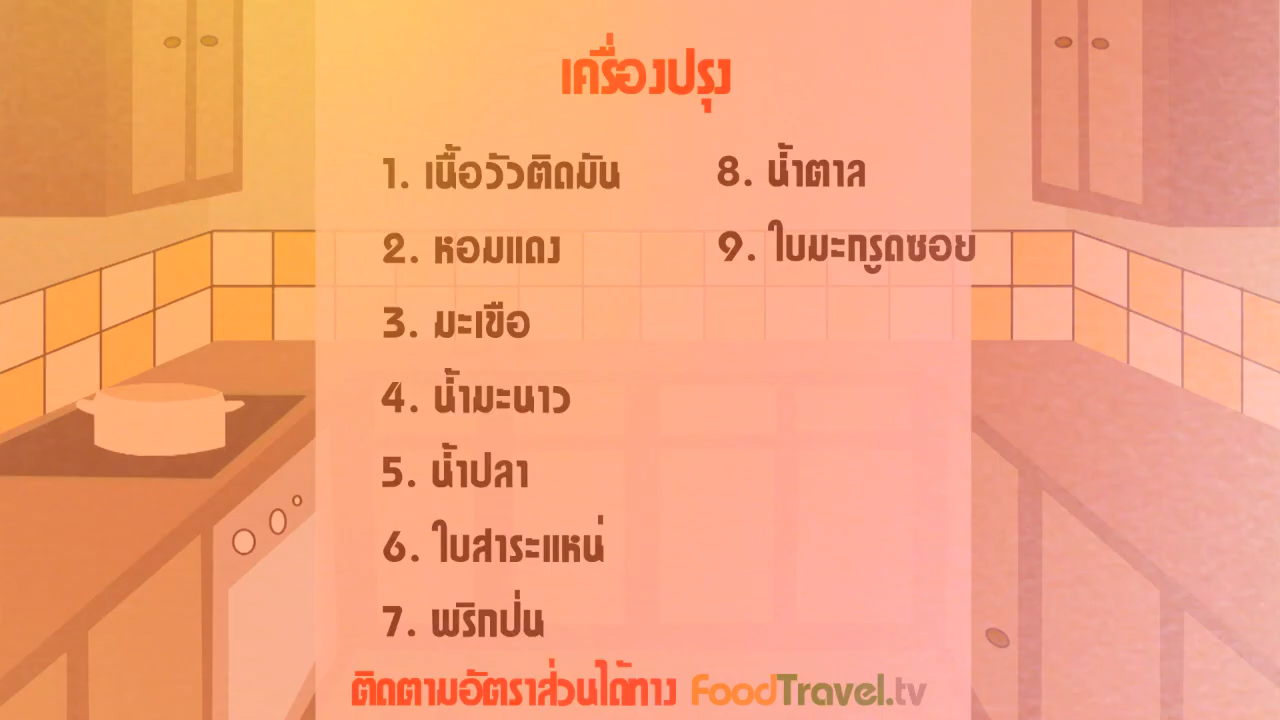 เครื่องปรุง
1. เนื้อวัวติดมัน
2. หอมแดง
3. มะเขือ
4. น้ำมะนาว
5. น้ำปลา
6. ใบสาระแหน่
7. พริกป่น
8. น้ำตาล
9. ใบมะกรูดซอย
ติดตามอัตราส่วนได้ทาง FoodTravel.tv